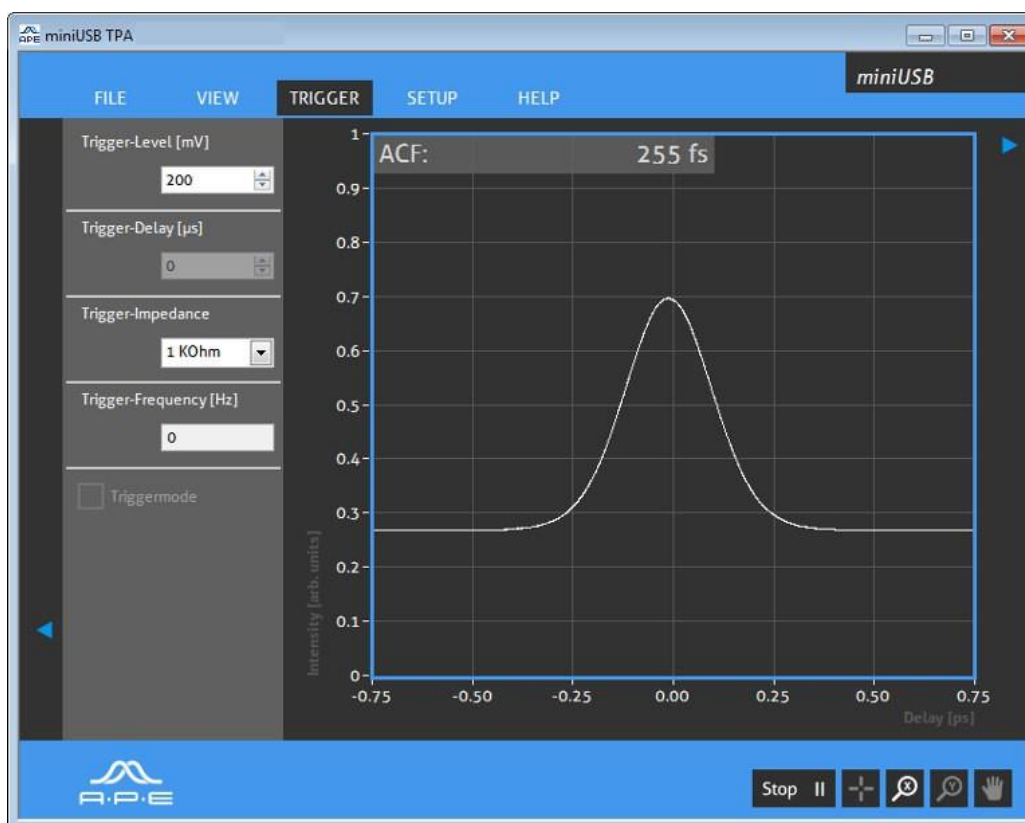 APE miniUSB TPA
miniUSB
FILE VIEW TRIGGER SETUP HELP
Trigger-Level [mV]
200
Trigger-Delay [µs]
0
Trigger-Impedance
1 KOhm
Trigger-Frequency [Hz]
0
Triggermode
ACF: 255 fs
1
0.9
0.8
0.7
0.6
0.5
0.4
0.3
0.2
0.1
0
Intensity [arb. units]
-0.75 -0.50 -0.25 0.00 0.25 0.50 0.75
Delay [ps]
A·P·E
Stop X Y